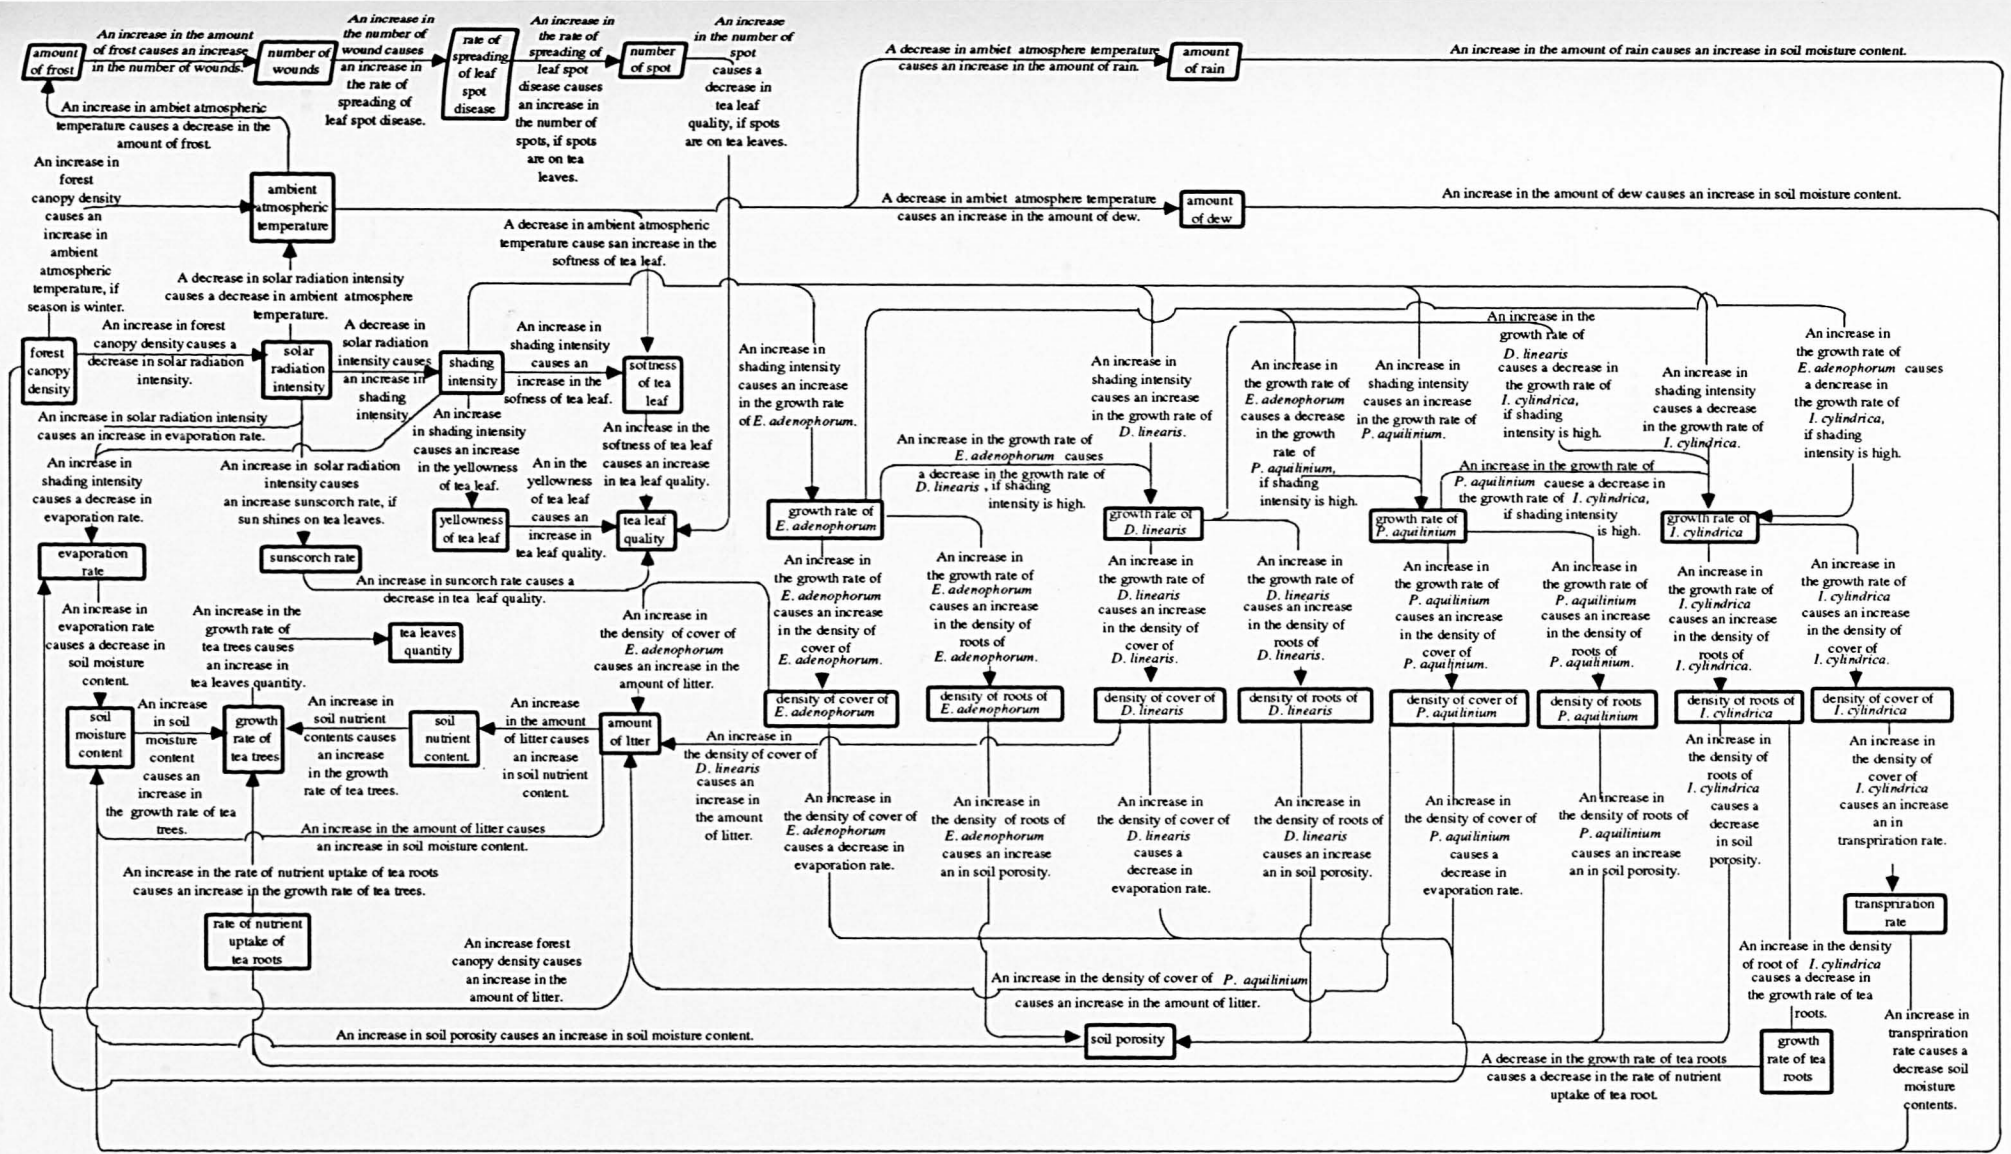 amount
of frost
An increase in the amount
of frost causes an increase
in the number of wounds.
number of
wounds
An increase in
the number of
wound causes
an increase in
the rate of
spreading of
leaf spot disease.
rate of
spreading
of leaf
spot
disease
An increase in
the rate of
spreading of
leaf spot
disease causes
an increase in
the number of
spots, if spots
are on tea
leaves.
number
of spot
An increase
in the number of
spot
causes a
decrease in
tea leaf
quality, if spots
are on tea leaves.
A decrease in ambiet atmosphere temperature
causes an increase in the amount of rain.
amount
of rain
An increase in the amount of rain causes an increase in soil moisture content.
An increase in ambiet atmospheric
temperature causes a decrease in the
amount of frost.
An increase in
forest
canopy density
causes an
increase in
ambient
atmospheric
temperature, if
season is winter.
ambient
atmospheric
temperature
A decrease in ambient atmospheric
temperature cause san increase in the
softness of tea leaf.
A decrease in ambiet atmosphere temperature
causes an increase in the amount of dew.
amount
of dew
An increase in the amount of dew causes an increase in soil moisture content.
A decrease in solar radiation intensity
causes a decrease in ambient atmosphere
temperature.
forest
canopy
density
An increase in forest
canopy density causes a
decrease in solar radiation
intensity.
solar
radiation
intensity
A decrease in
solar radiation
intensity causes
an increase in
shading
intensity
shading
intensity
An increase in
shading intensity
causes an
increase in the
sofness of tea leaf.
softness
of tea
leaf
An increase in solar radiation intensity
causes an increase in evaporation rate.
An increase in
shading intensity
causes a decrease in
evaporation rate.
An increase in solar radiation
intensity causes
an increase sunscorch rate, if
sun shines on tea leaves.
An increase
in shading intensity
causes an increase
in the yellowness
of tea leaf.
An in the
yellowness
of tea leaf
causes an
increase in
tea leaf quality.
An increase in the
softness of tea leaf
causes an increase
in tea leaf quality.
evaporation
rate
sunscorch rate
yellowness
of tea leaf
tea leaf
quality
An increase in suncorch rate causes a
decrease in tea leaf quality.
An increase in
shading intensity
causes an increase
in the growth rate
of E. adenophorum.
An increase in the growth rate of
E. adenophorum causes
a decrease in the growth rate of
D. linearis , if shading
intensity is high.
An increase in
shading intensity
causes an increase
in the growth rate of
D. linearis.
An increase in
the growth rate of
E. adenophorum
causes a decrease
in the growth
rate of
P. aquilinium,
if shading
intensity is high.
An increase in
shading intensity
causes an increase
in the growth rate of
P. aquilinium.
An increase in the
growth rate of
D. linearis
causes a decrease in
the growth rate of
I. cylindrica,
if shading
intensity is high.
An increase in the growth rate of
P. aquilinium cauese a decrease in
the growth rate of I. cylindrica,
if shading intensity
is high.
An increase in
shading intensity
causes a decrease
in the growth rate of
I. cylindrica.
An increase in
the growth rate of
E. adenophorum causes
a dencrease in
the growth rate of
I. cylindrica,
if shading
intensity is high.
growth rate of
E. adenophorum
growth rate of
D. linearis
growth rate of
P. aquilinium
growth rate of
I. cylindrica
An increase in
evaporation rate
causes a decrease in
soil moisture
content.
An increase in the
growth rate of
tea trees causes
an increase in
tea leaves quantity.
tea leaves
quantity
An increase in
the density of cover of
E. adenophorum
causes an increase in the
amount of litter.
An increase in
the growth rate of
E. adenophorum
causes an increase
in the density of
cover of
E. adenophorum.
An increase in
the growth rate of
E. adenophorum
causes an increase
in the density of
roots of
E. adenophorum.
An increase in
the growth rate of
D. linearis
causes an increase
in the density of
cover of
D. linearis.
An increase in
the growth rate of
D. linearis
causes an increase
in the density of
roots of
D. linearis.
An increase in
the growth rate of
P. aquilinium
causes an increase
in the density of
cover of
P. aquilinium.
An increase in
the growth rate of
P. aquilinium
causes an increase
in the density of
roots of
P. aquilinium.
An increase in
the growth rate of
I. cylindrica
causes an increase
in the density of
roots of
I. cylindrica.
An increase in
the growth rate of
I. cylindrica
causes an increase
in the density of
cover of
I. cylindrica.
soil
moisture
content
An increase
in soil
moisture
content
causes an
increase in
the growth rate of tea
trees.
growth
rate of
tea trees
An increase in
soil nutrient
contents causes
an increase
in the growth
rate of tea trees.
soil
nutrient
content
An increase
in the amount
of litter causes
an increase
in soil nutrient
content
amount
of ltter
density of cover of
E. adenophorum
density of roots of
E. adenophorum
density of cover of
D. linearis
density of roots of
D. linearis
density of cover of
P. aquilinium
density of roots
P. aquilinium
density of roots of
I. cylindrica
density of cover of
I. cylindrica
An increase in
the density of cover of
D. linearis
causes an
increase in
the amount
of litter.
An increase in
the density of cover of
E. adenophorum
causes a decrease in
evaporation rate.
An increase in
the density of roots of
E. adenophorum
causes an increase
an in soil porosity.
An increase in
the density of cover of
D. linearis
causes a
decrease in
evaporation rate.
An increase in
the density of roots of
D. linearis
causes an increase
an in soil porosity.
An increase in
the density of cover of
P. aquilinium
causes a
decrease in
evaporation rate.
An increase in
the density of roots of
P. aquilinium
causes an increase
an in soil porosity.
An increase in
the density of
roots of
I. cylindrica
causes a
decrease
in soil
porosity.
An increase in
the density of
cover of
I. cylindrica
causes an increase
an in
transpriration rate.
An increase in the amount of litter causes
an increase in soil moisture content.
An increase in the rate of nutrient uptake of tea roots
causes an increase in the growth rate of tea trees.
rate of nutrient
uptake of
tea roots
An increase forest
canopy density causes
an increase in the
amount of litter.
transpriration
rate
An increase in the density
of root of I. cylindrica
causes a decrease in
the growth rate of tea
roots.
An increase in the density of cover of P. aquilinium
causes an increase in the amount of litter.
An increase in soil porosity causes an increase in soil moisture content.
soil porosity
A decrease in the growth rate of tea roots
causes a decrease in the rate of nutrient
uptake of tea root.
growth
rate of tea
roots
An increase in
transpriration
rate causes a
decrease soil
moisture
contents.